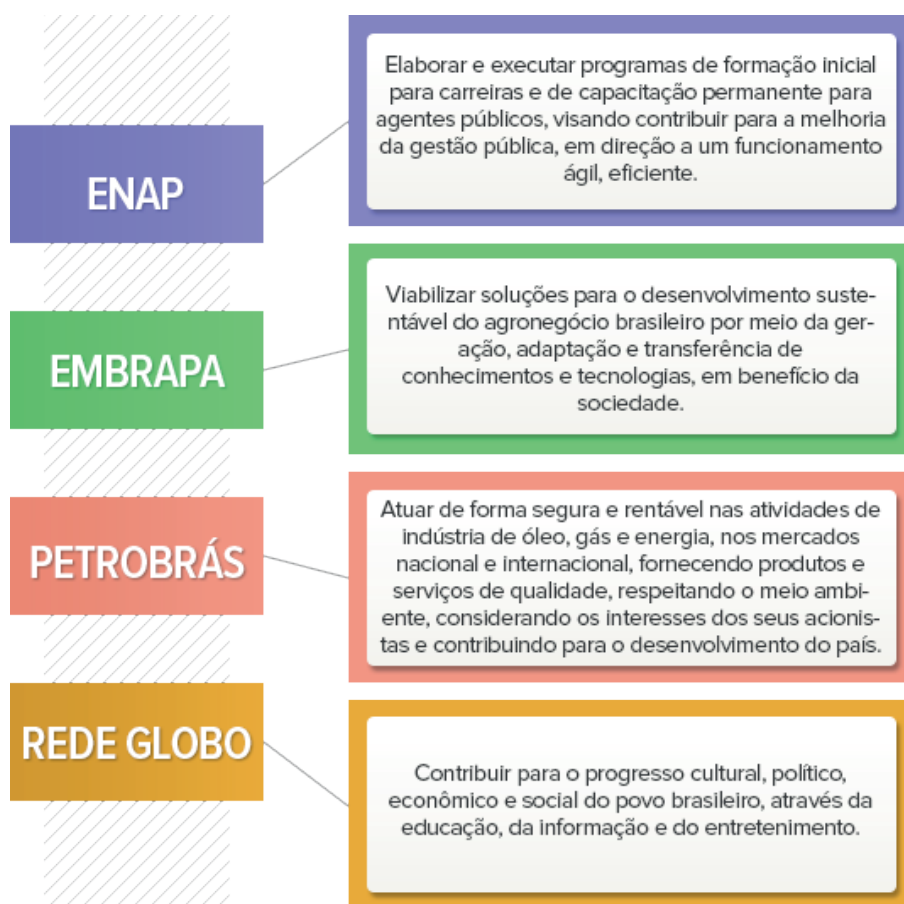 ENAP
Elaborar e executar programas de formação inicial
para carreiras e de capacitação permanente para
agentes públicos, visando contribuir para a melhoria
da gestão pública, em direção a um funcionamento
ágil, eficiente.
EMBRAPA
Viabilizar soluções para o desenvolvimento suste-
ntável do agronegócio brasileiro por meio da ger-
ação, adaptação e transferência de
conhecimentos e tecnologias, em benefício da
sociedade.
PETROBRÁS
Atuar de forma segura e rentável nas atividades de
indústria de óleo, gás e energia, nos mercados
nacional e internacional, fornecendo produtos e
serviços de qualidade, respeitando o meio ambi-
ente, considerando os interesses dos seus acionis-
tas e contribuindo para o desenvolvimento do país.
REDE GLOBO
Contribuir para o progresso cultural, político,
econômico e social do povo brasileiro, através da
educação, da informação e do entretenimento.